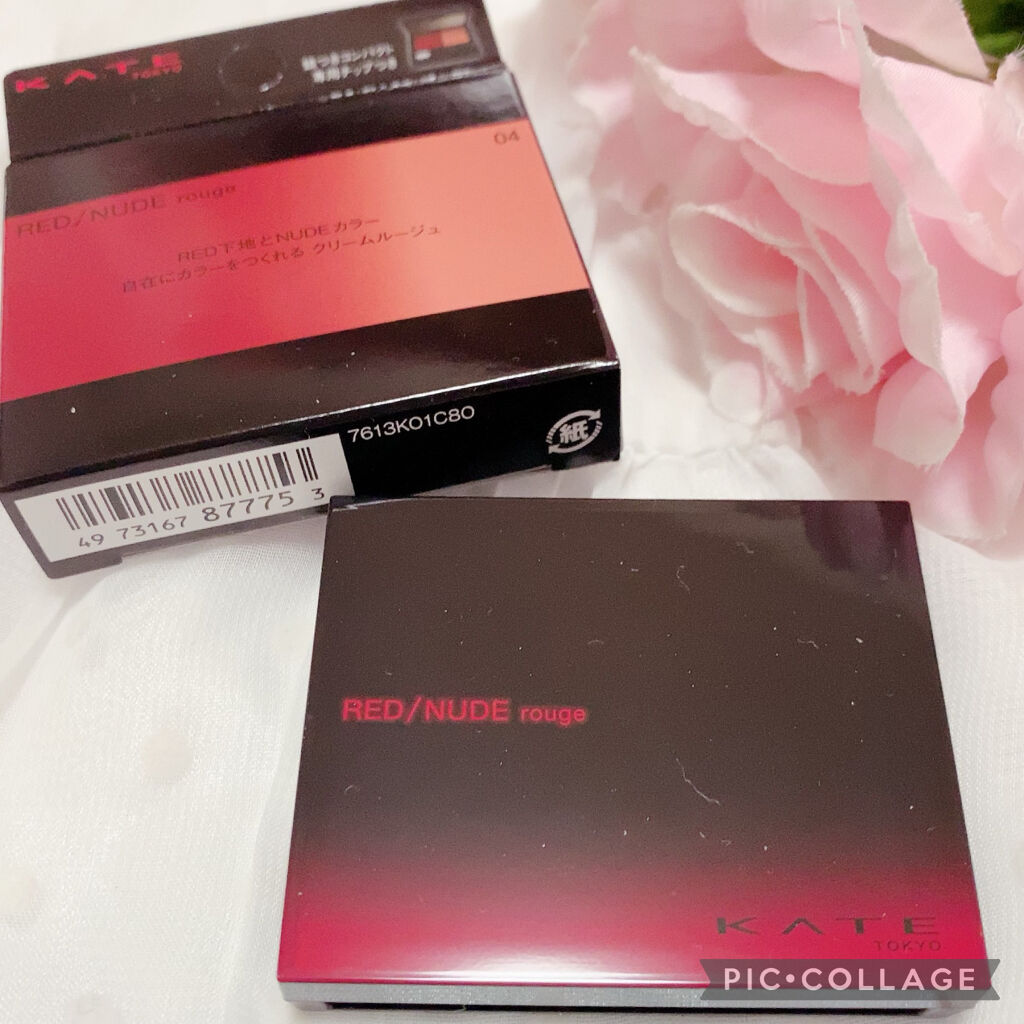 KATE
TOKYO
鏡つきコンパクト
専用チップつき
04
RED/NUDE rouge
RED下地とNUDEカラー
自在にカラーをつくれる クリームルージュ
7613K01C80
紙
49 73167 87775 3
RED/NUDE rouge
KATE
TOKYO
PIC•COLLAGE